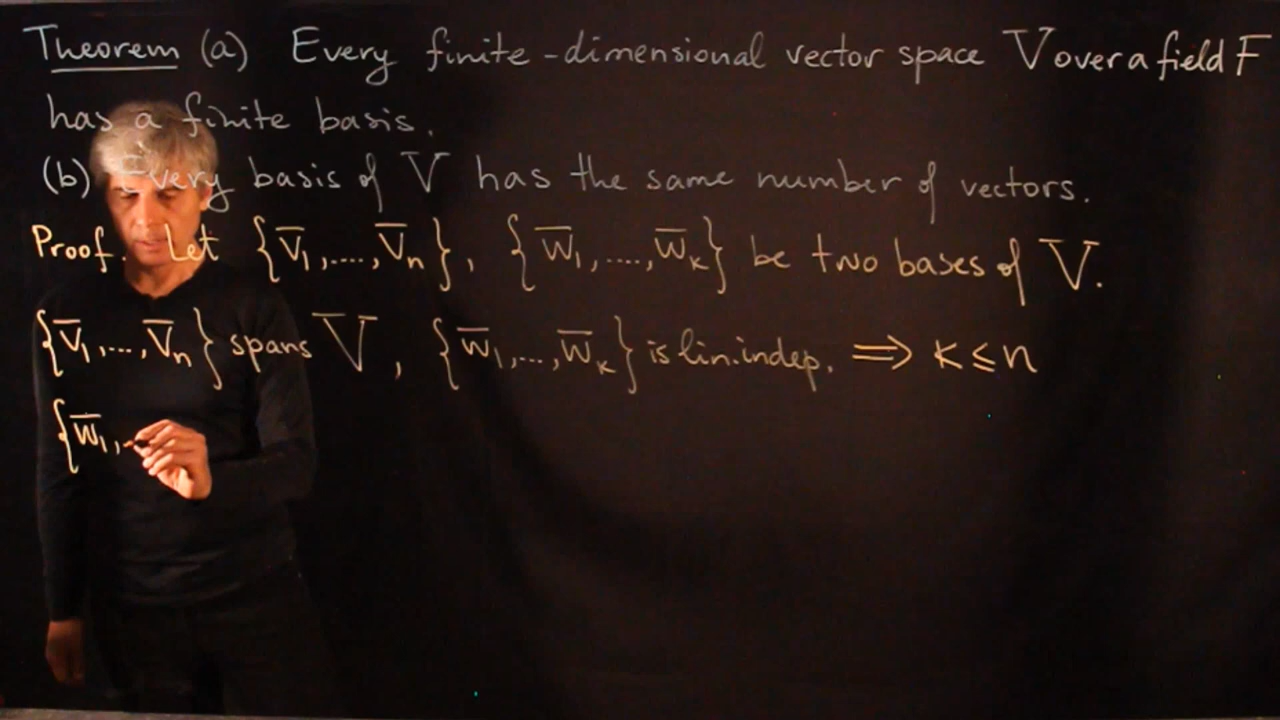 Theorem (a) Every finite-dimensional vector space V over a field F
has a finite basis.
(b) Every basis of V has the same number of vectors.
Proof. Let {v̅₁,....,v̅ₙ}, {w̅₁,....,w̅ₖ} be two bases of V.
{v̅₁,...,v̅ₙ} spans V, {w̅₁,...,w̅ₖ} is lin.indep. ⇒ k≤n
{w̅₁,